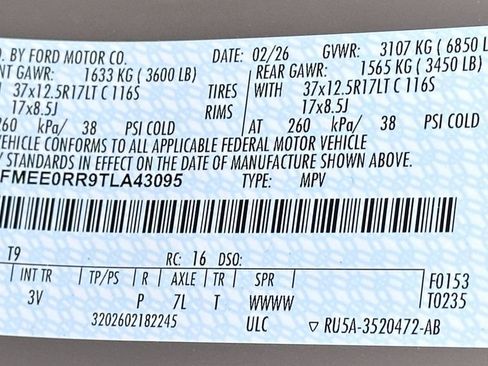 D. BY FORD MOTOR CO. DATE: 02/26 GVWR: 3107 KG ( 6850 L
NT GAWR: 1633 KG ( 3600 LB) REAR GAWR: 1565 KG ( 3450 LB)
37x12.5R17LT C 116S TIRES WITH 37x12.5R17LT C 116S
17x8.5J RIMS 17x8.5J
260 kPa/ 38 PSI COLD AT 260 kPa/ 38 PSI COLD
VEHICLE CONFORMS TO ALL APPLICABLE FEDERAL MOTOR VEHICLE
Y STANDARDS IN EFFECT ON THE DATE OF MANUFACTURE SHOWN ABOVE.
FMEE0RR9TLA43095 TYPE: MPV
T9 RC: 16 DSO:
INT TR TP/PS R AXLE TR SPR F0153
3V P 7L T WWWW T0235
3202602182245 ULC ▽ RU5A-3520472-AB